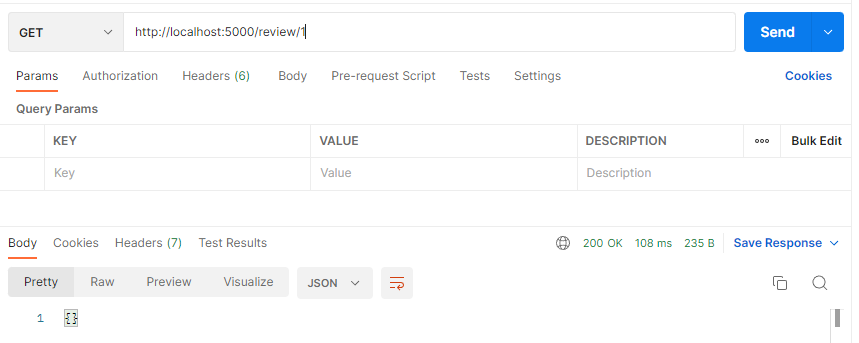 GET http://localhost:5000/review/1 Send
Params Authorization Headers (6) Body Pre-request Script Tests Settings Cookies
Query Params
KEY VALUE DESCRIPTION ooo Bulk Edit
Key Value Description
Body Cookies Headers (7) Test Results 200 OK 108 ms 235 B Save Response
Pretty Raw Preview Visualize JSON
1 {}